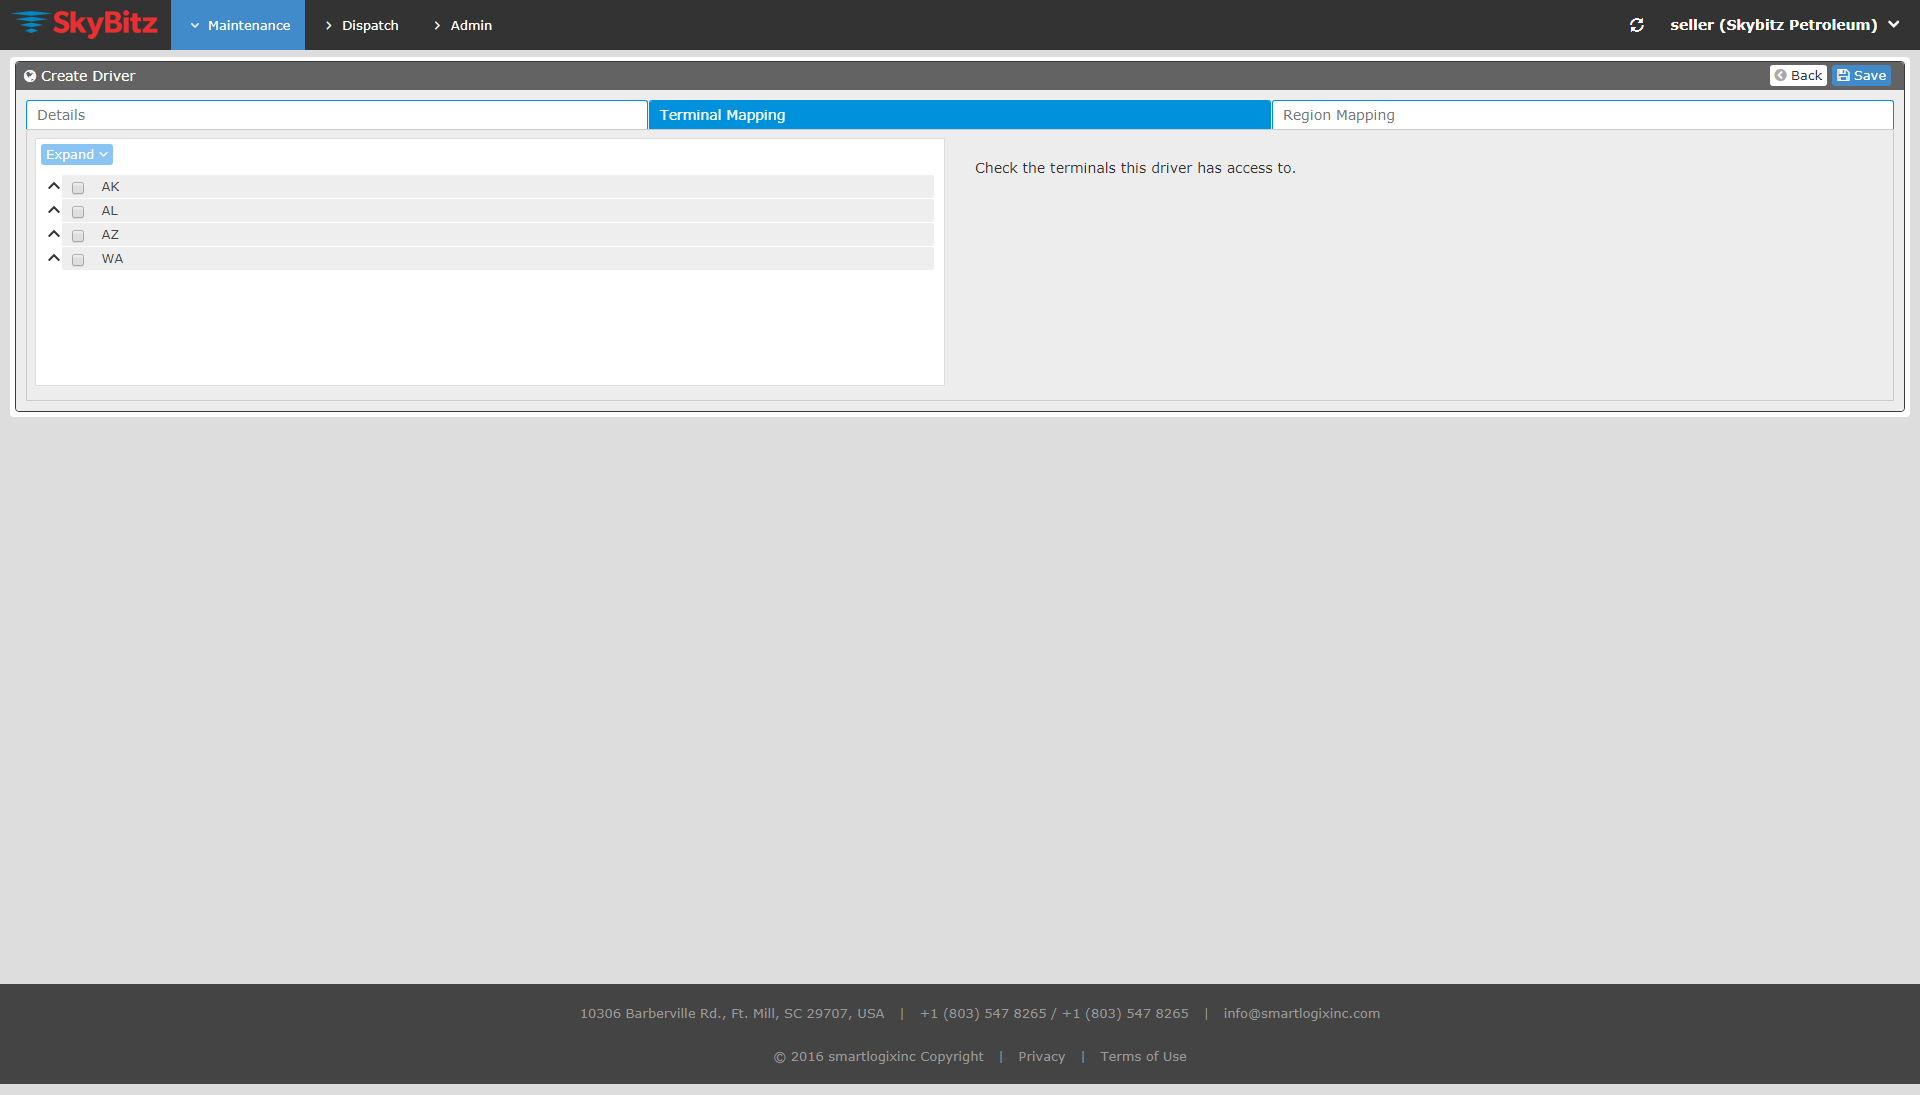 SkyBitz
Maintenance
Dispatch
Admin
seller (Skybitz Petroleum)
Create Driver
Back
Save
Details
Terminal Mapping
Region Mapping
Expand
Check the terminals this driver has access to.
AK
AL
AZ
WA
10306 Barberville Rd., Ft. Mill, SC 29707, USA | +1 (803) 547 8265 / +1 (803) 547 8265 | info@smartlogixinc.com
© 2016 smartlogixinc Copyright | Privacy | Terms of Use